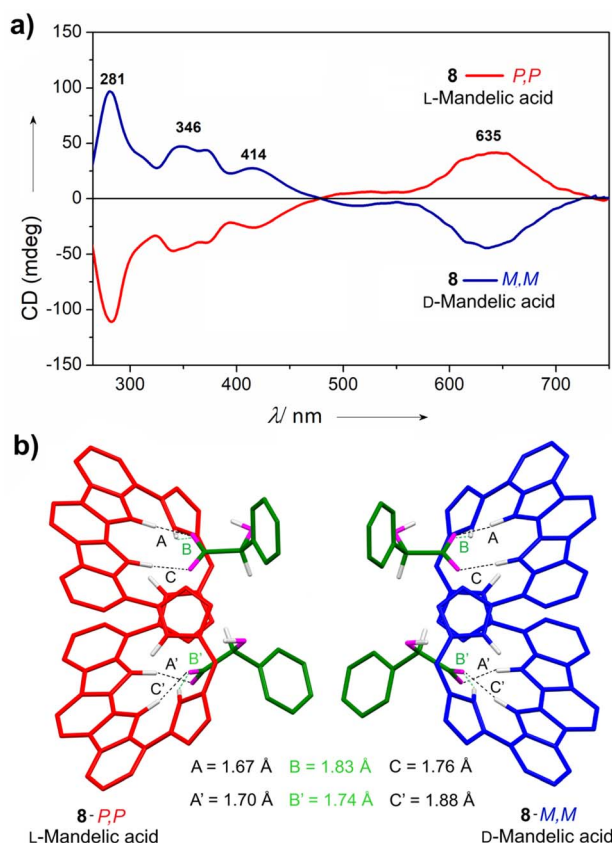 a)
150
100
50
0
-50
-100
-150
CD (mdeg)
281
346
414
635
8 P,P
L-Mandelic acid
8 M,M
D-Mandelic acid
300 400 500 600 700
λ/ nm
b)
A
B
C
A'
B'
C'
A
B
C
A'
B'
C'
A = 1.67 Å B = 1.83 Å C = 1.76 Å
A' = 1.70 Å B' = 1.74 Å C' = 1.88 Å
8-P,P 8-M,M
L-Mandelic acid D-Mandelic acid